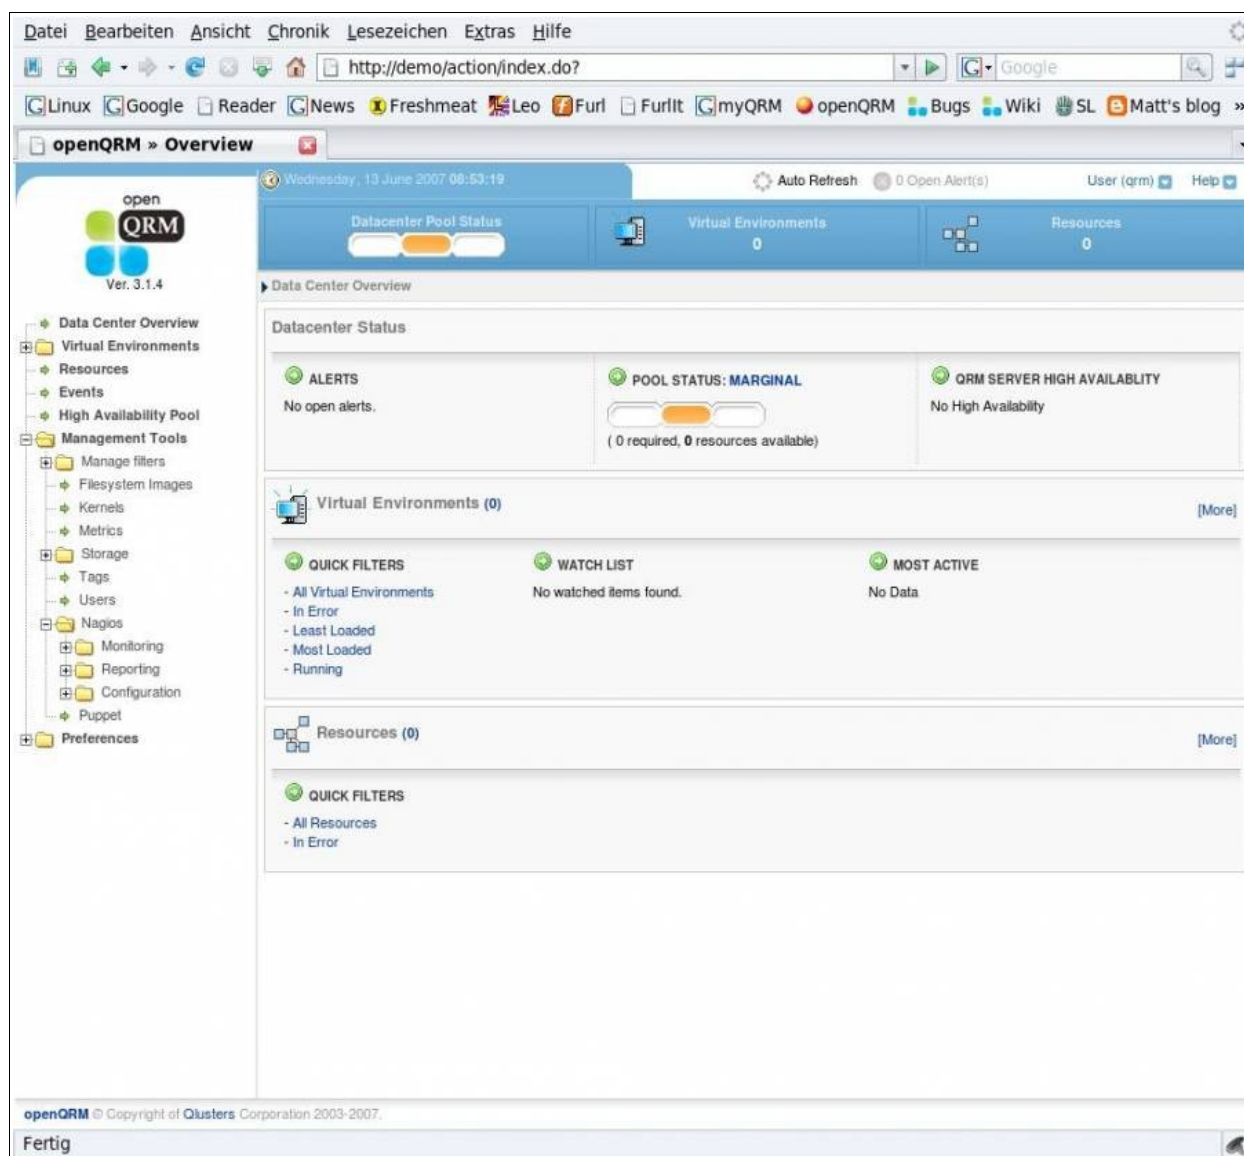 Datei Bearbeiten Ansicht Chronik Lesezeichen Extras Hilfe
http://demo/action/index.do? G Google
GLinux GGoogle Reader GNews Freshmeat Leo Furl FurlIt GmyQRM openQRM Bugs Wiki SL Matt's blog »
openQRM » Overview
Wednesday, 13 June 2007 08:53:19 Auto Refresh 0 Open Alert(s) User (qrm) Help
open
QRM
Ver. 3.1.4
Datacenter Pool Status
Virtual Environments
0
Resources
0
Data Center Overview
Data Center Overview
Virtual Environments
Resources
Events
High Availability Pool
Management Tools
Manage filters
Filesystem Images
Kernels
Metrics
Storage
Tags
Users
Nagios
Monitoring
Reporting
Configuration
Puppet
Preferences
Datacenter Status
ALERTS
No open alerts.
POOL STATUS: MARGINAL
( 0 required, 0 resources available)
QRM SERVER HIGH AVAILABLITY
No High Availability
Virtual Environments (0)
[More]
QUICK FILTERS
- All Virtual Environments
- In Error
- Least Loaded
- Most Loaded
- Running
WATCH LIST
No watched items found.
MOST ACTIVE
No Data
Resources (0)
[More]
QUICK FILTERS
- All Resources
- In Error
openQRM © Copyright of Qlusters Corporation 2003-2007.
Fertig